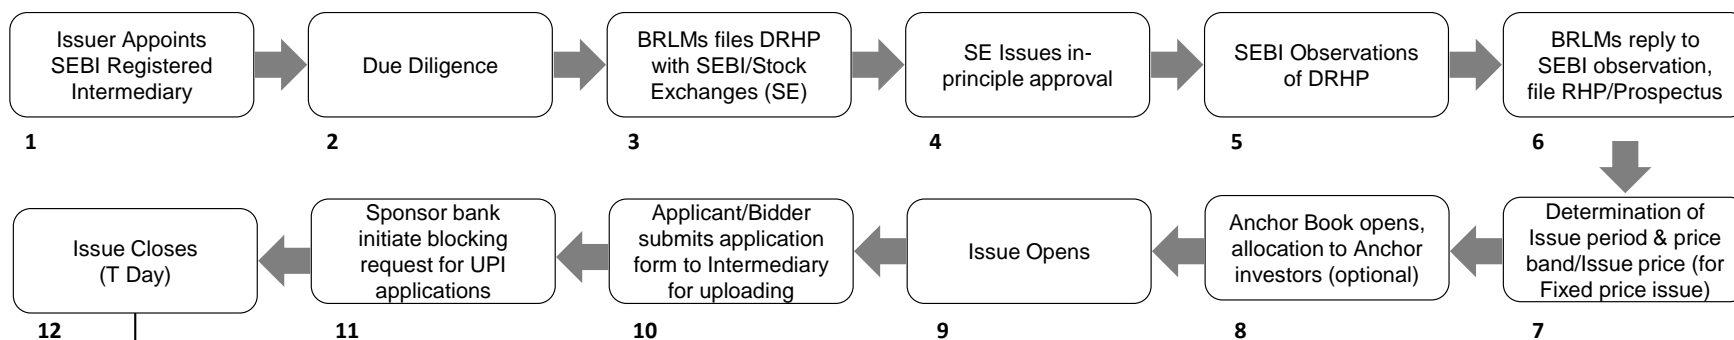 Issuer Appoints
SEBI Registered
Intermediary
1
Due Diligence
2
BRLMs files DRHP
with SEBI/Stock
Exchanges (SE)
3
SE Issues in-
principle approval
4
SEBI Observations
of DRHP
5
BRLMs reply to
SEBI observation,
file RHP/Prospectus
6
Determination of
Issue period & price
band/Issue price (for
Fixed price issue)
7
Anchor Book opens,
allocation to Anchor
investors (optional)
8
Issue Opens
9
Applicant/Bidder
submits application
form to Intermediary
for uploading
10
Sponsor bank
initiate blocking
request for UPI
applications
11
Issue Closes
(T Day)
12